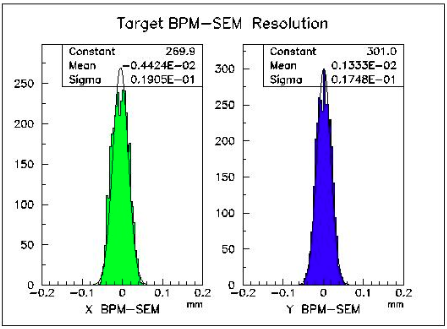 Target BPM-SEM Resolution
Constant 269.9
Mean -0.4424E-02
Sigma 0.1905E-01
Constant 301.0
Mean 0.1333E-02
Sigma 0.1748E-01
250
200
150
100
50
0
-0.2 -0.1 0 0.1 0.2
X BPM-SEM mm
300
250
200
150
100
50
0
-0.2 -0.1 0 0.1 0.2
Y BPM-SEM mm